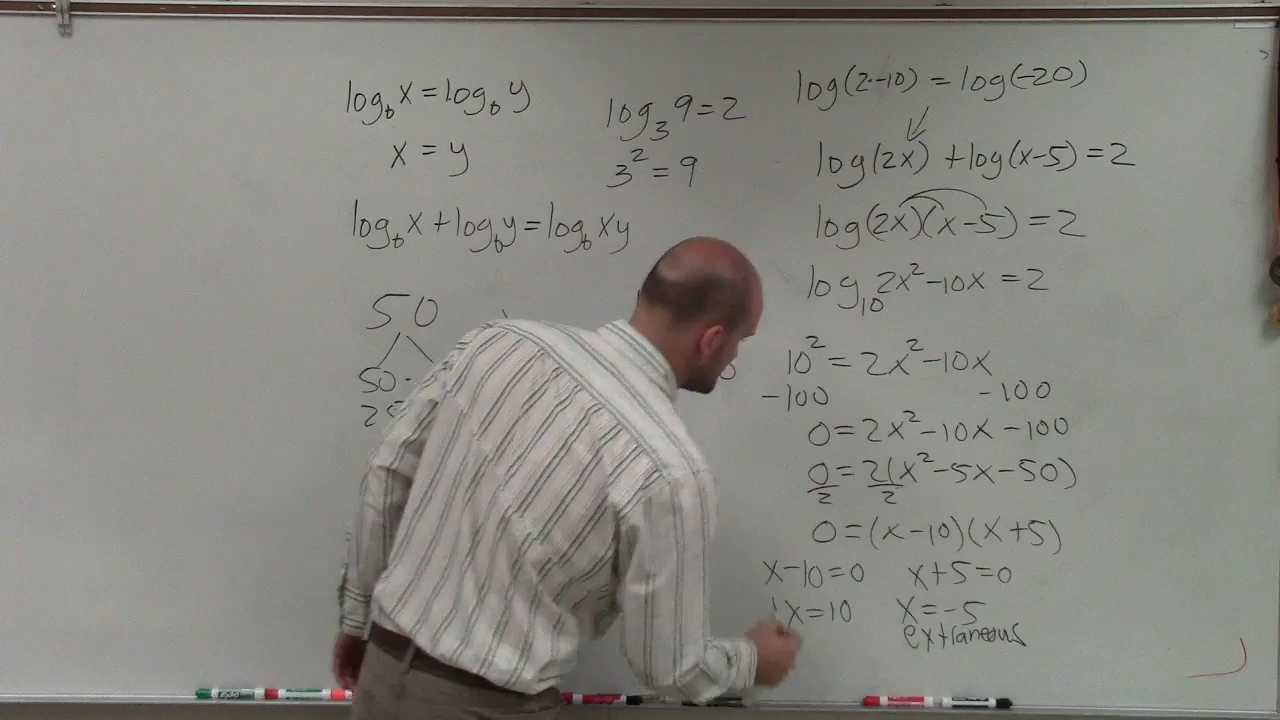 log_b x = log_b y
x = y
log_3 9 = 2
3^2 = 9
log_b x + log_b y = log_b xy
50
50
log(2·-10) = log(-20)
log(2x) + log(x-5) = 2
log(2x)(x-5) = 2
log_10 2x^2-10x = 2
10^2 = 2x^2-10x
-100 -100
0 = 2x^2-10x-100
0/2 = 2/2(x^2-5x-50)
0 = (x-10)(x+5)
x-10=0 x+5=0
x=10 x=-5
extraneous